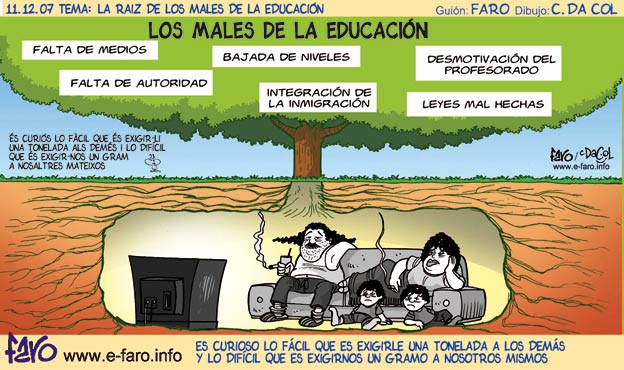 11.12.07 TEMA: LA RAIZ DE LOS MALES DE LA EDUCACIÓN Guión: FARO Dibujo: C. DA COL
LOS MALES DE LA EDUCACIÓN
FALTA DE MEDIOS
BAJADA DE NIVELES
DESMOTIVACIÓN DEL
PROFESORADO
FALTA DE AUTORIDAD
INTEGRACIÓN DE
LA INMIGRACIÓN
LEYES MAL HECHAS
ÉS CURIÓS LO FÀCIL QUE ÉS EXIGIR-LI
UNA TONELADA ALS DEMÉS I LO DIFÍCIL
QUE ÉS EXIGIR-NOS UN GRAM
A NOSALTRES MATEIXOS
FARO / C. DA COL
www.e-faro.info
FARO www.e-faro.info
ES CURIOSO LO FÁCIL QUE ES EXIGIRLE UNA TONELADA A LOS DEMÁS
Y LO DIFÍCIL QUE ES EXIGIRNOS UN GRAMO A NOSOTROS MISMOS